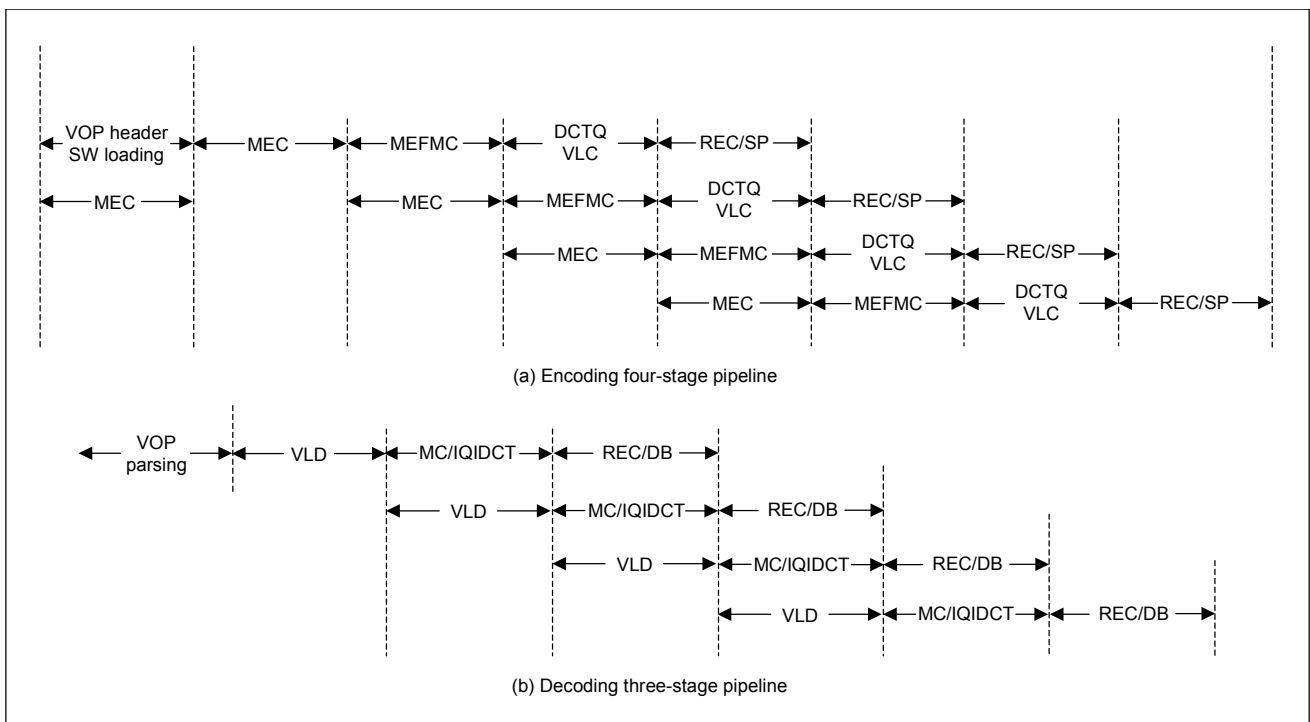 VOP header
SW loading
MEC
MEFMC
DCTQ
VLC
REC/SP
MEC
MEC
MEFMC
DCTQ
VLC
REC/SP
MEC
MEFMC
DCTQ
VLC
REC/SP
MEC
MEFMC
DCTQ
VLC
REC/SP
(a) Encoding four-stage pipeline
VOP
parsing
VLD
MC/IQIDCT
REC/DB
VLD
MC/IQIDCT
REC/DB
VLD
MC/IQIDCT
REC/DB
VLD
MC/IQIDCT
REC/DB
(b) Decoding three-stage pipeline